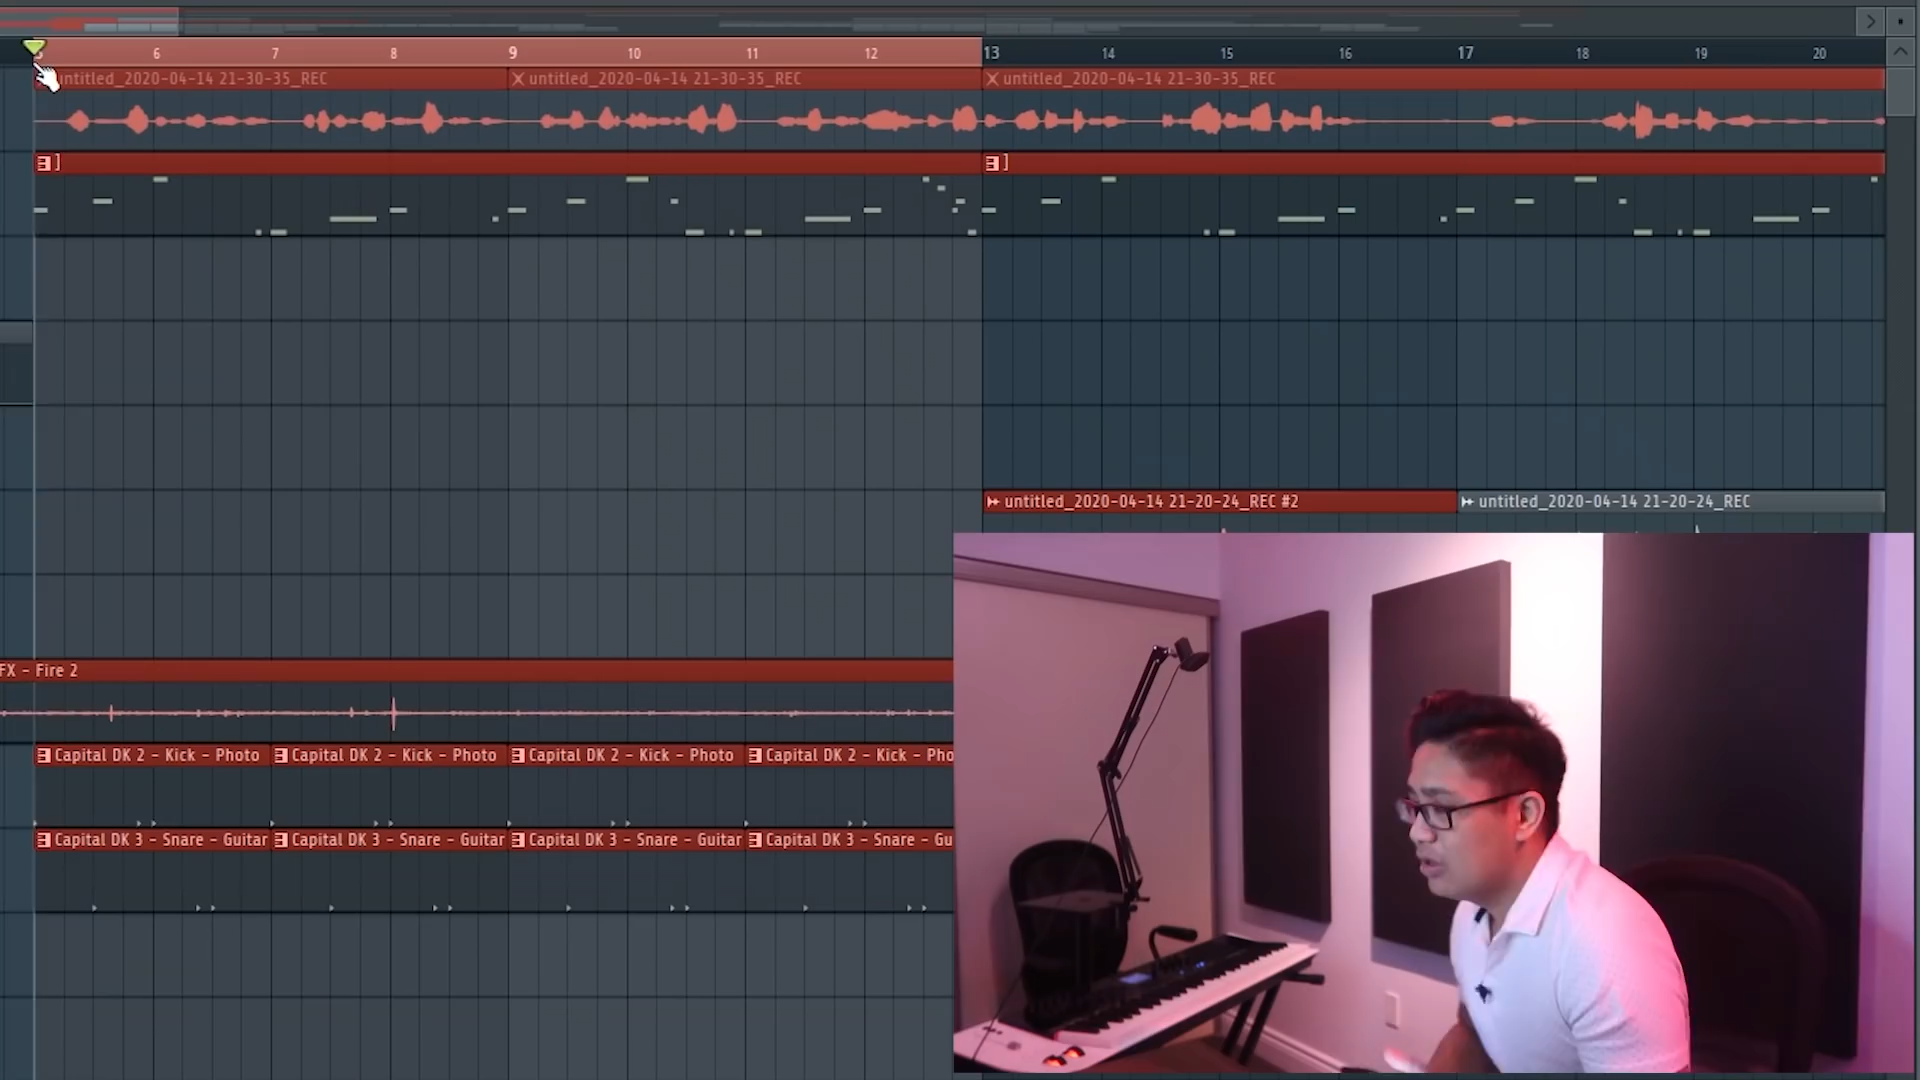 5 6 7 8 9 10 11 12 13 14 15 16 17 18 19 20
untitled_2020-04-14 21-30-35_REC untitled_2020-04-14 21-30-35_REC untitled_2020-04-14 21-30-35_REC
] ]
untitled_2020-04-14 21-20-24_REC #2 untitled_2020-04-14 21-20-24_REC
FX - Fire 2
Capital DK 2 - Kick - Photo Capital DK 2 - Kick - Photo Capital DK 2 - Kick - Photo Capital DK 2 - Kick - Pho
Capital DK 3 - Snare - Guitar Capital DK 3 - Snare - Guitar Capital DK 3 - Snare - Guitar Capital DK 3 - Snare - Gu